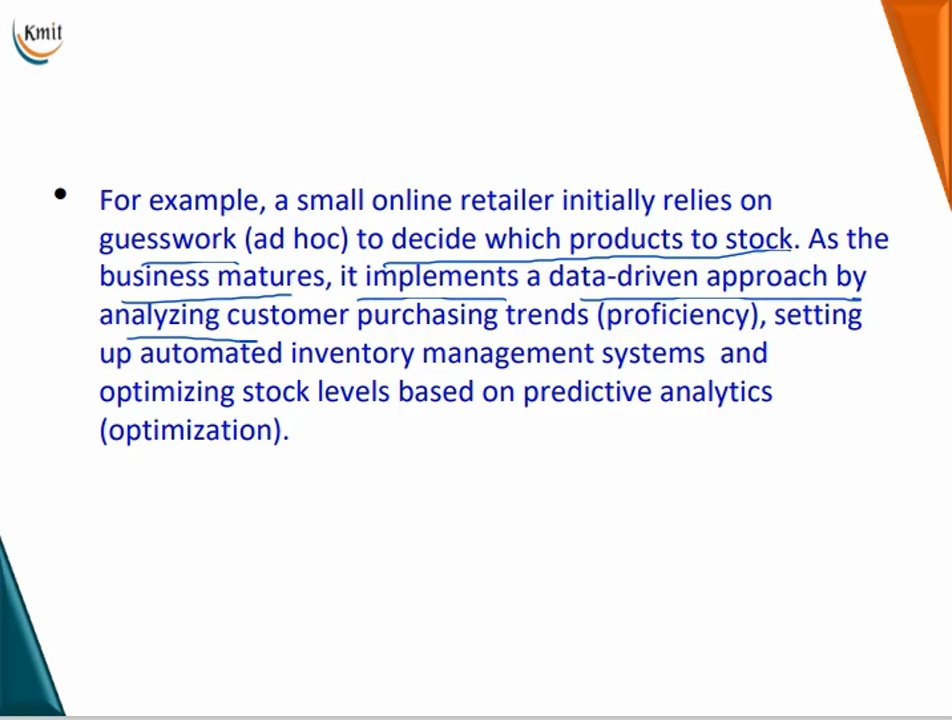 Kmit
• For example, a small online retailer initially relies on
guesswork (ad hoc) to decide which products to stock. As the
business matures, it implements a data-driven approach by
analyzing customer purchasing trends (proficiency), setting
up automated inventory management systems and
optimizing stock levels based on predictive analytics
(optimization).